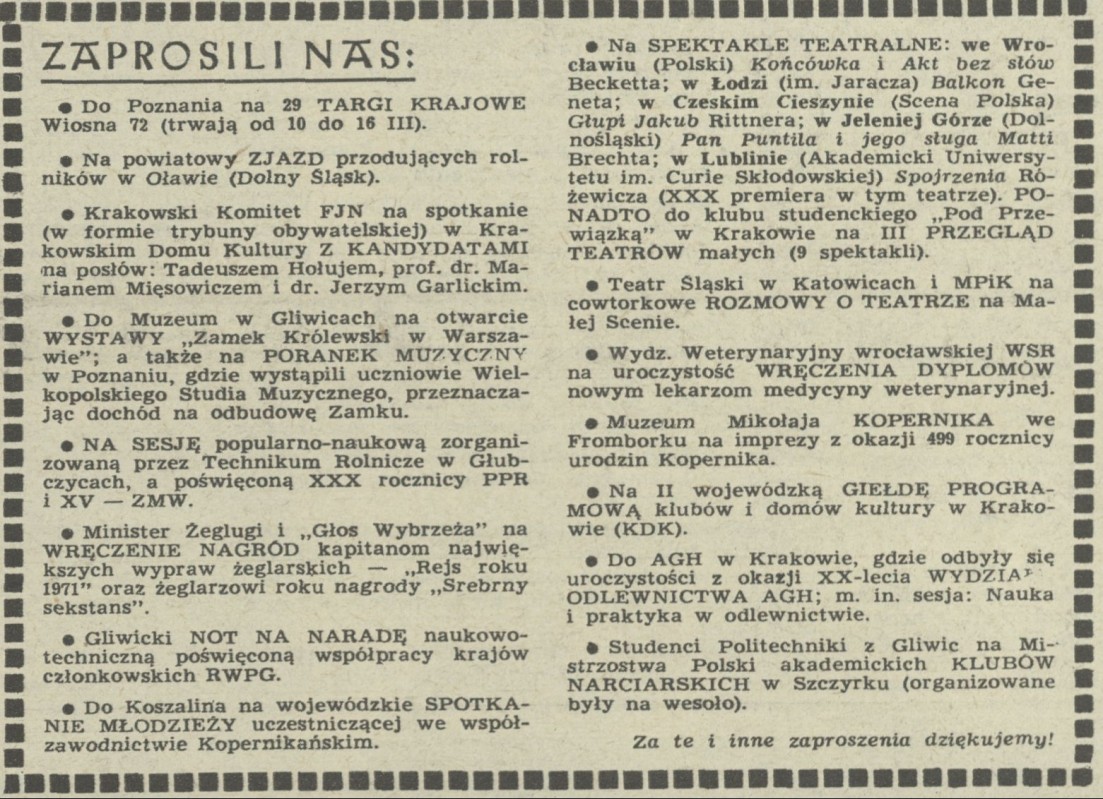 ZAPROSILI NAS:
● Do Poznania na 29 TARGI KRAJOWE
Wiosna 72 (trwają od 10 do 16 III).
● Na powiatowy ZJAZD przodujących rol-
ników w Oławie (Dolny Śląsk).
● Krakowski Komitet FJN na spotkanie
(w formie trybuny obywatelskiej) w Kra-
kowskim Domu Kultury Z KANDYDATAMI
na posłów: Tadeuszem Hołujem, prof. dr. Ma-
rianem Mięsowiczem i dr. Jerzym Garlickim.
● Do Muzeum w Gliwicach na otwarcie
WYSTAWY „Zamek Królewski w Warsza-
wie”; a także na PORANEK MUZYCZNY
w Poznaniu, gdzie wystąpili uczniowie Wiel-
kopolskiego Studia Muzycznego, przeznacza-
jąc dochód na odbudowę Zamku.
● NA SESJĘ popularno-naukową zorgani-
zowaną przez Technikum Rolnicze w Głub-
czycach, a poświęconą XXX rocznicy PPR
i XV — ZMW.
● Minister Żeglugi i „Głos Wybrzeża” na
WRĘCZENIE NAGRÓD kapitanom najwię-
kszych wypraw żeglarskich — „Rejs roku
1971” oraz żeglarzowi roku nagrody „Srebrny
sekstans”.
● Gliwicki NOT NA NARADĘ naukowo-
techniczną poświęconą współpracy krajów
członkowskich RWPG.
● Do Koszalina na wojewódzkie SPOTKA-
NIE MŁODZIEŻY uczestniczącej we współ-
zawodnictwie Kopernikańskim.
● Na SPEKTAKLE TEATRALNE: we Wro-
cławiu (Polski) Końcówka i Akt bez słów
Becketta; w Łodzi (im. Jaracza) Balkon Ge-
neta; w Czeskim Cieszynie (Scena Polska)
Głupi Jakub Rittnera; w Jeleniej Górze (Dol-
nośląski) Pan Puntila i jego sługa Matti
Brechta; w Lublinie (Akademicki Uniwersy-
tetu im. Curie Skłodowskiej) Spojrzenia Ró-
żewicza (XXX premiera w tym teatrze). PO-
NADTO do klubu studenckiego „Pod Prze-
wiązką” w Krakowie na III PRZEGLĄD
TEATRÓW małych (9 spektakli).
● Teatr Śląski w Katowicach i MPiK na
cowtorkowe ROZMOWY O TEATRZE na Ma-
łej Scenie.
● Wydz. Weterynaryjny wrocławskiej WSR
na uroczystość WRĘCZENIA DYPLOMÓW
nowym lekarzom medycyny weterynaryjnej.
● Muzeum Mikołaja KOPERNIKA we
Fromborku na imprezy z okazji 499 rocznicy
urodzin Kopernika.
● Na II wojewódzką GIEŁDĘ PROGRA-
MOWĄ klubów i domów kultury w Krako-
wie (KDK).
● Do AGH w Krakowie, gdzie odbyły się
uroczystości z okazji XX-lecia WYDZIAŁ
ODLEWNICTWA AGH; m. in. sesja: Nauka
i praktyka w odlewnictwie.
● Studenci Politechniki z Gliwic na Mi-
strzostwa Polski akademickich KLUBÓW
NARCIARSKICH w Szczyrku (organizowane
były na wesoło).
Za te i inne zaproszenia dziękujemy!